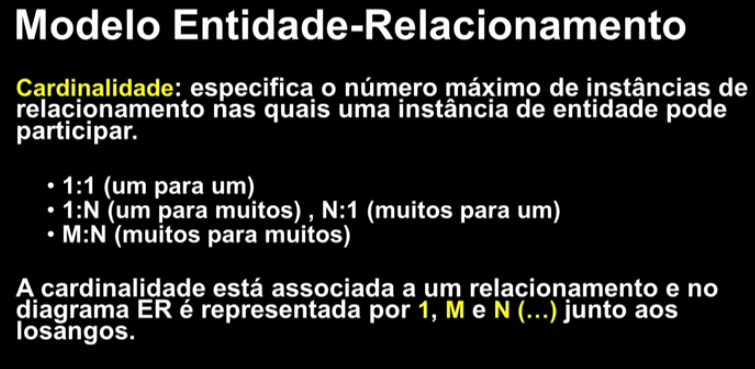 Modelo Entidade-Relacionamento
Cardinalidade: especifica o número máximo de instâncias de
relacionamento nas quais uma instância de entidade pode
participar.
• 1:1 (um para um)
• 1:N (um para muitos) , N:1 (muitos para um)
• M:N (muitos para muitos)
A cardinalidade está associada a um relacionamento e no
diagrama ER é representada por 1, M e N (...) junto aos
losangos.